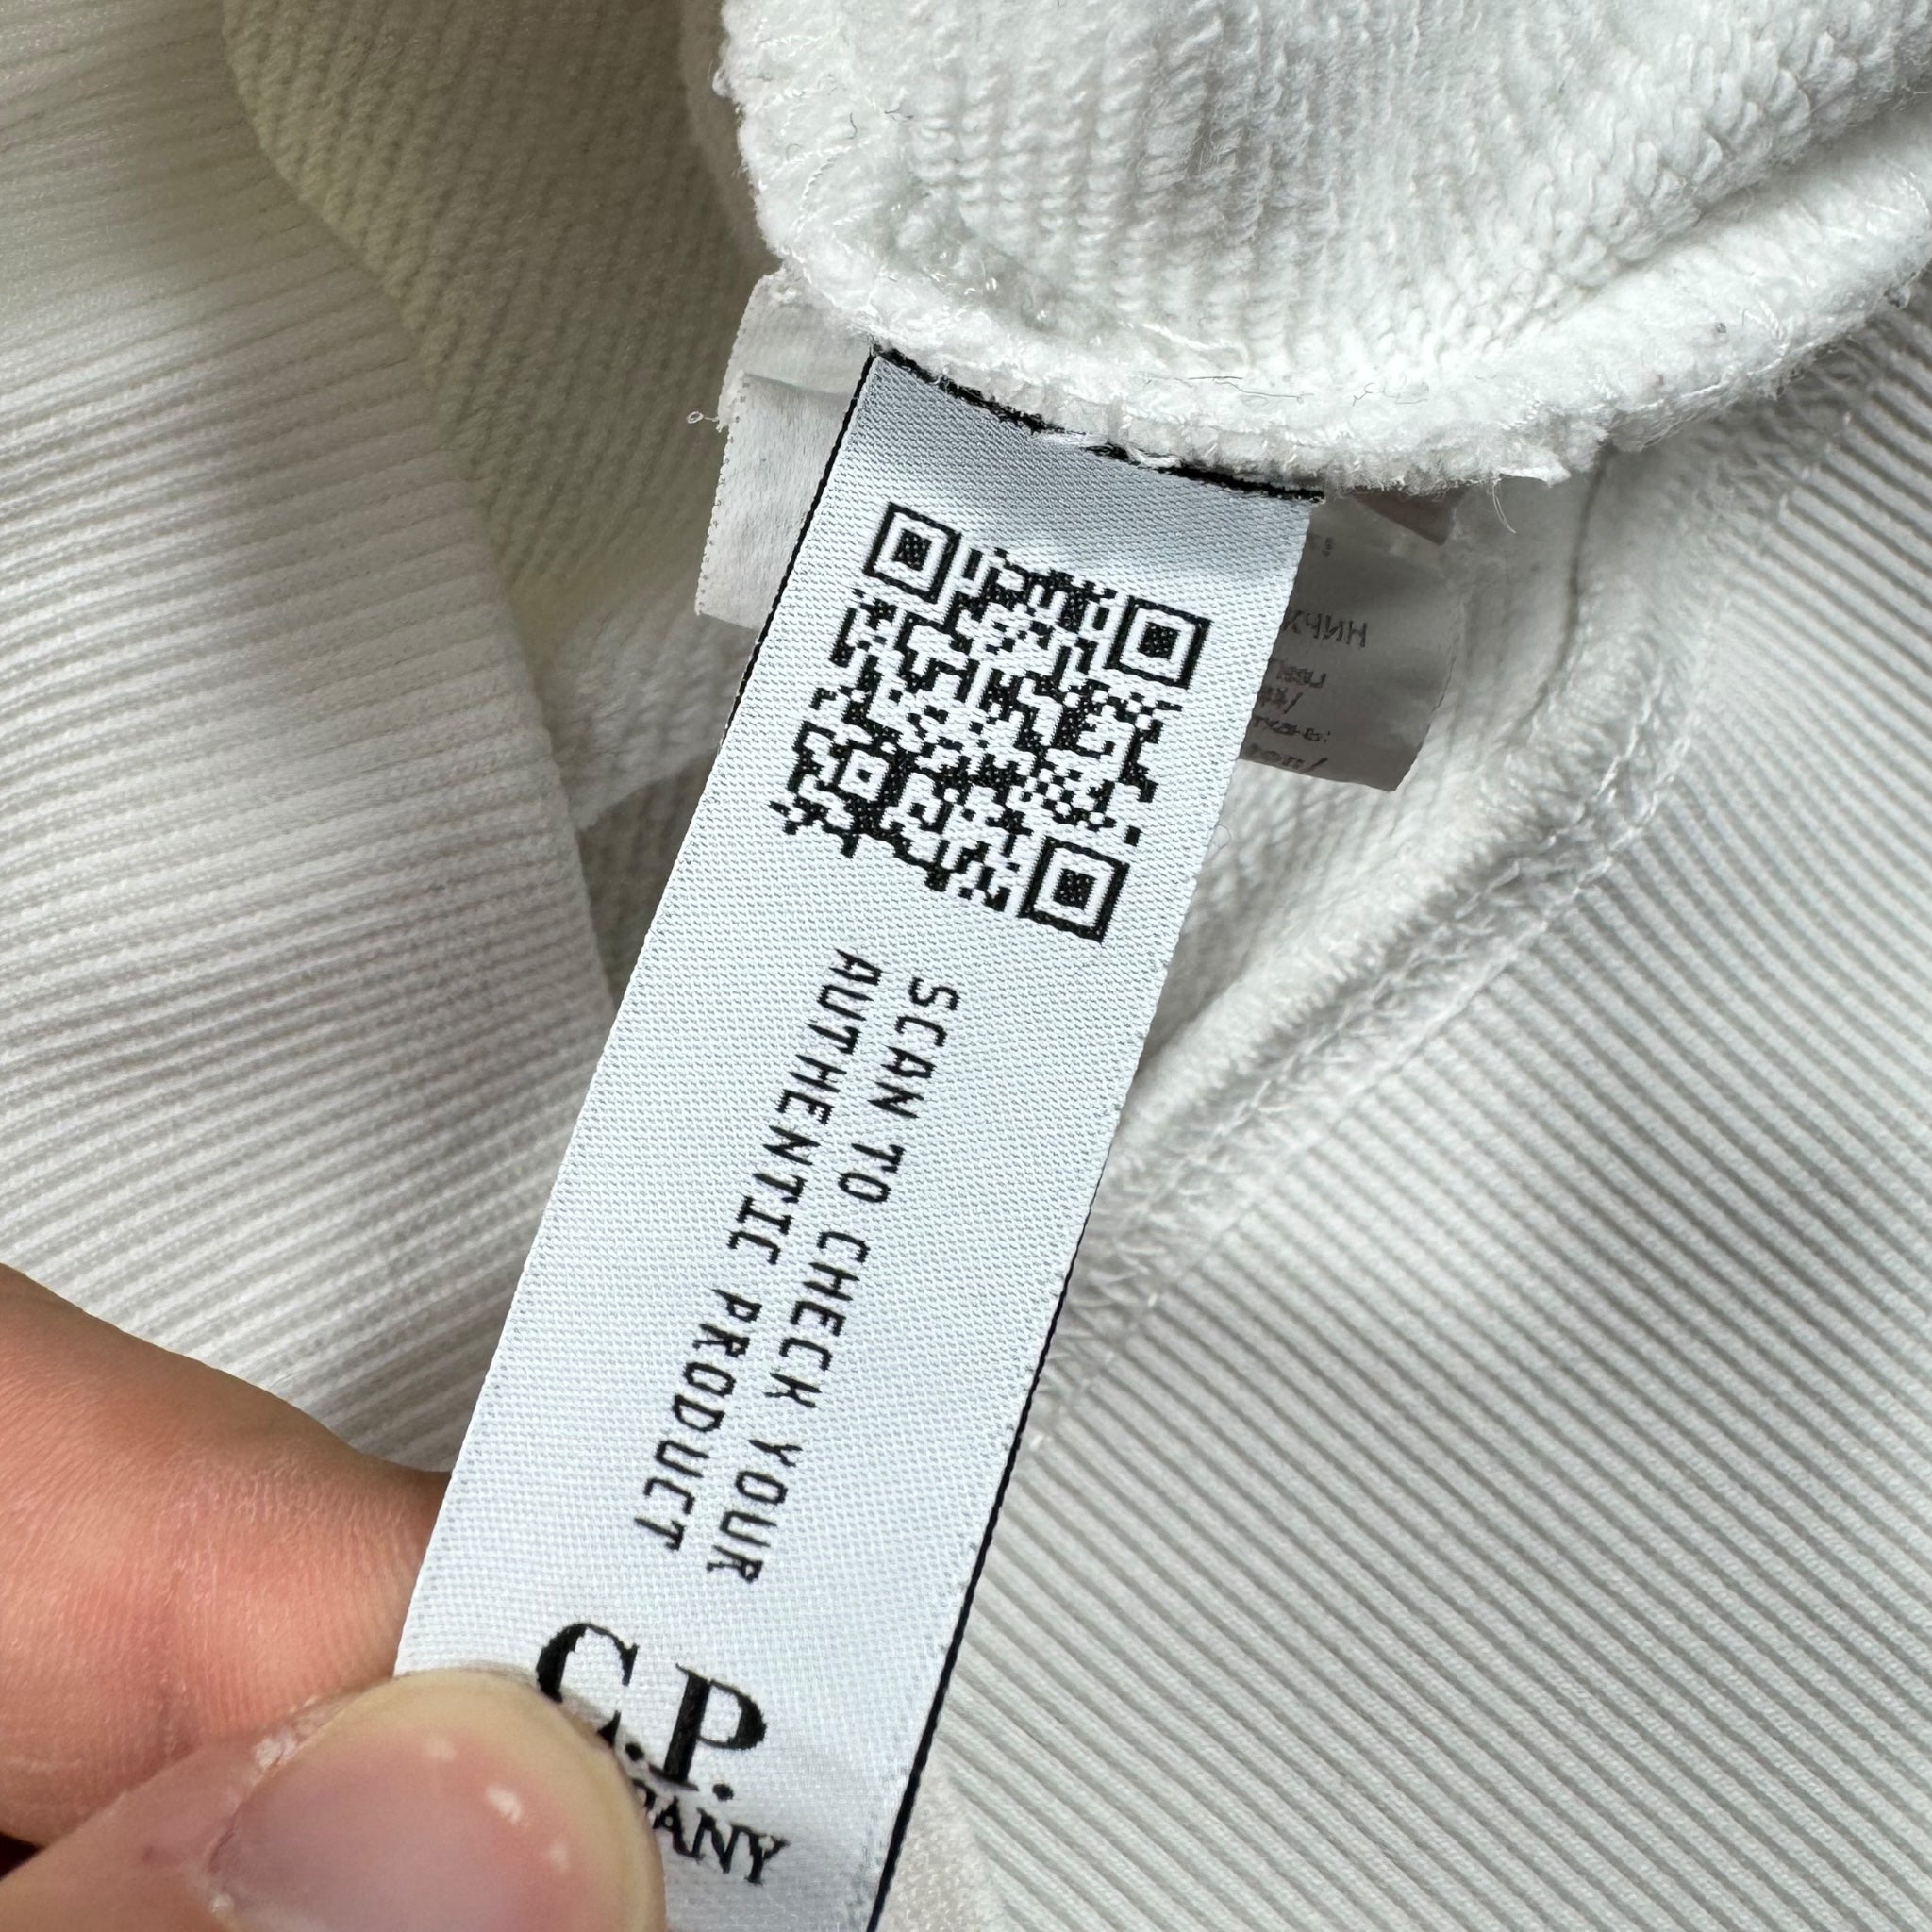 SCAN TO CHECK YOUR
AUTHENTIC PRODUCT
C.P.